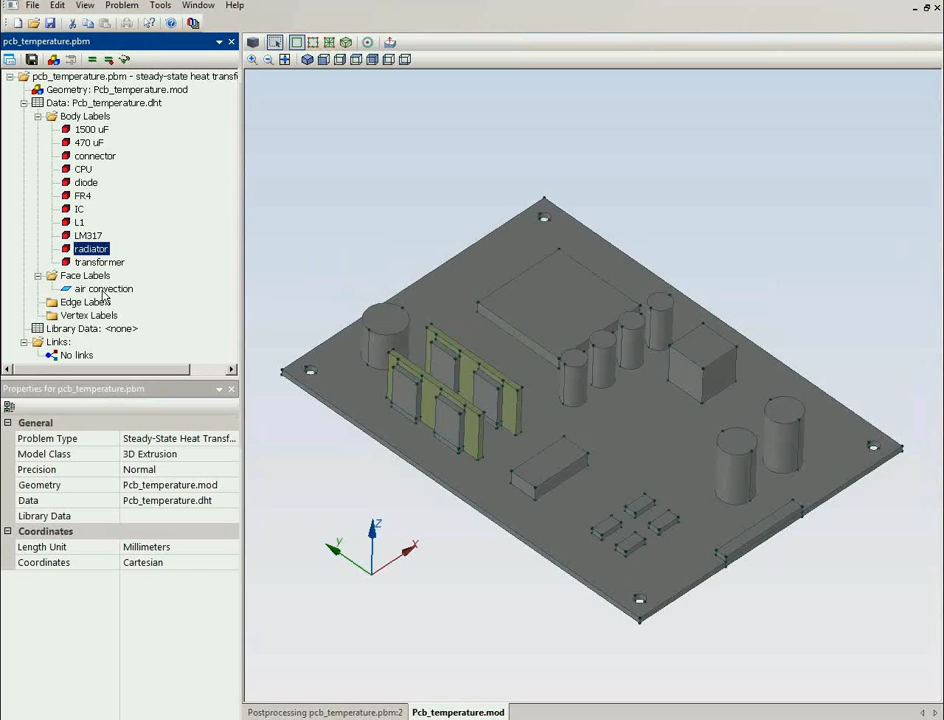 File Edit View Problem Tools Window Help
pcb_temperature.pbm
pcb_temperature.pbm - steady-state heat transf
Geometry: Pcb_temperature.mod
Data: Pcb_temperature.dht
Body Labels
1500 uF
470 uF
connector
CPU
diode
FR4
IC
L1
LM317
radiator
transformer
Face Labels
air convection
Edge Labels
Vertex Labels
Library Data: <none>
Links:
No links
Properties for pcb_temperature.pbm
General
Problem Type Steady-State Heat Transf...
Model Class 3D Extrusion
Precision Normal
Geometry Pcb_temperature.mod
Data Pcb_temperature.dht
Library Data
Coordinates
Length Unit Millimeters
Coordinates Cartesian
z
y
x
Postprocessing pcb_temperature.pbm:2 Pcb_temperature.mod